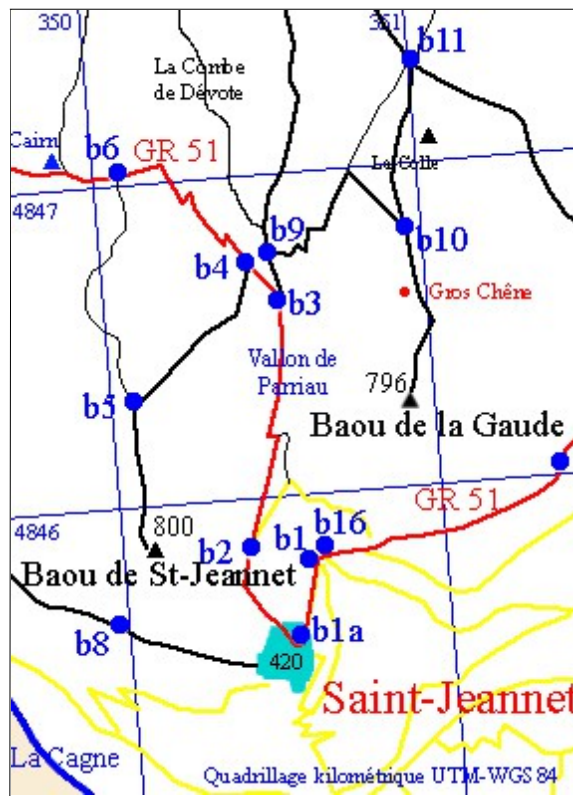 350
351
b11
La Combe
de Dévote
Cairn
b6
GR 51
La Colle
4847
b9
b10
b4
b3
Gros Chêne
Vallon de
Parriau
796
b5
Baou de la Gaude
GR 51
4846
800
b16
b2
b1
Baou de St-Jeannet
b8
b1a
420
Saint-Jeannet
La Cagne
Quadrillage kilométrique UTM-WGS 84